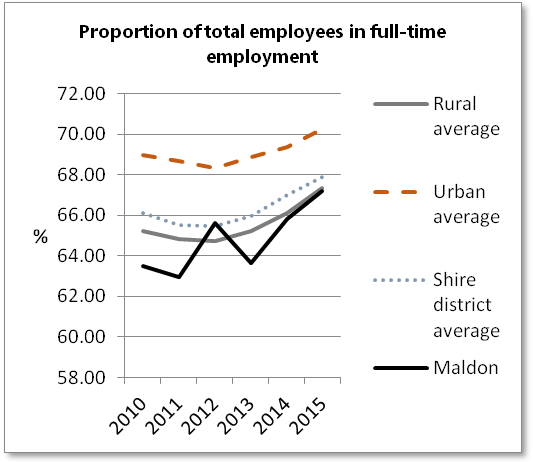 Proportion of total employees in full-time
employment
72.00
70.00
68.00
66.00
64.00
62.00
60.00
58.00
%
2010
2011
2012
2013
2014
2015
Rural
average
Urban
average
Shire
district
average
Maldon